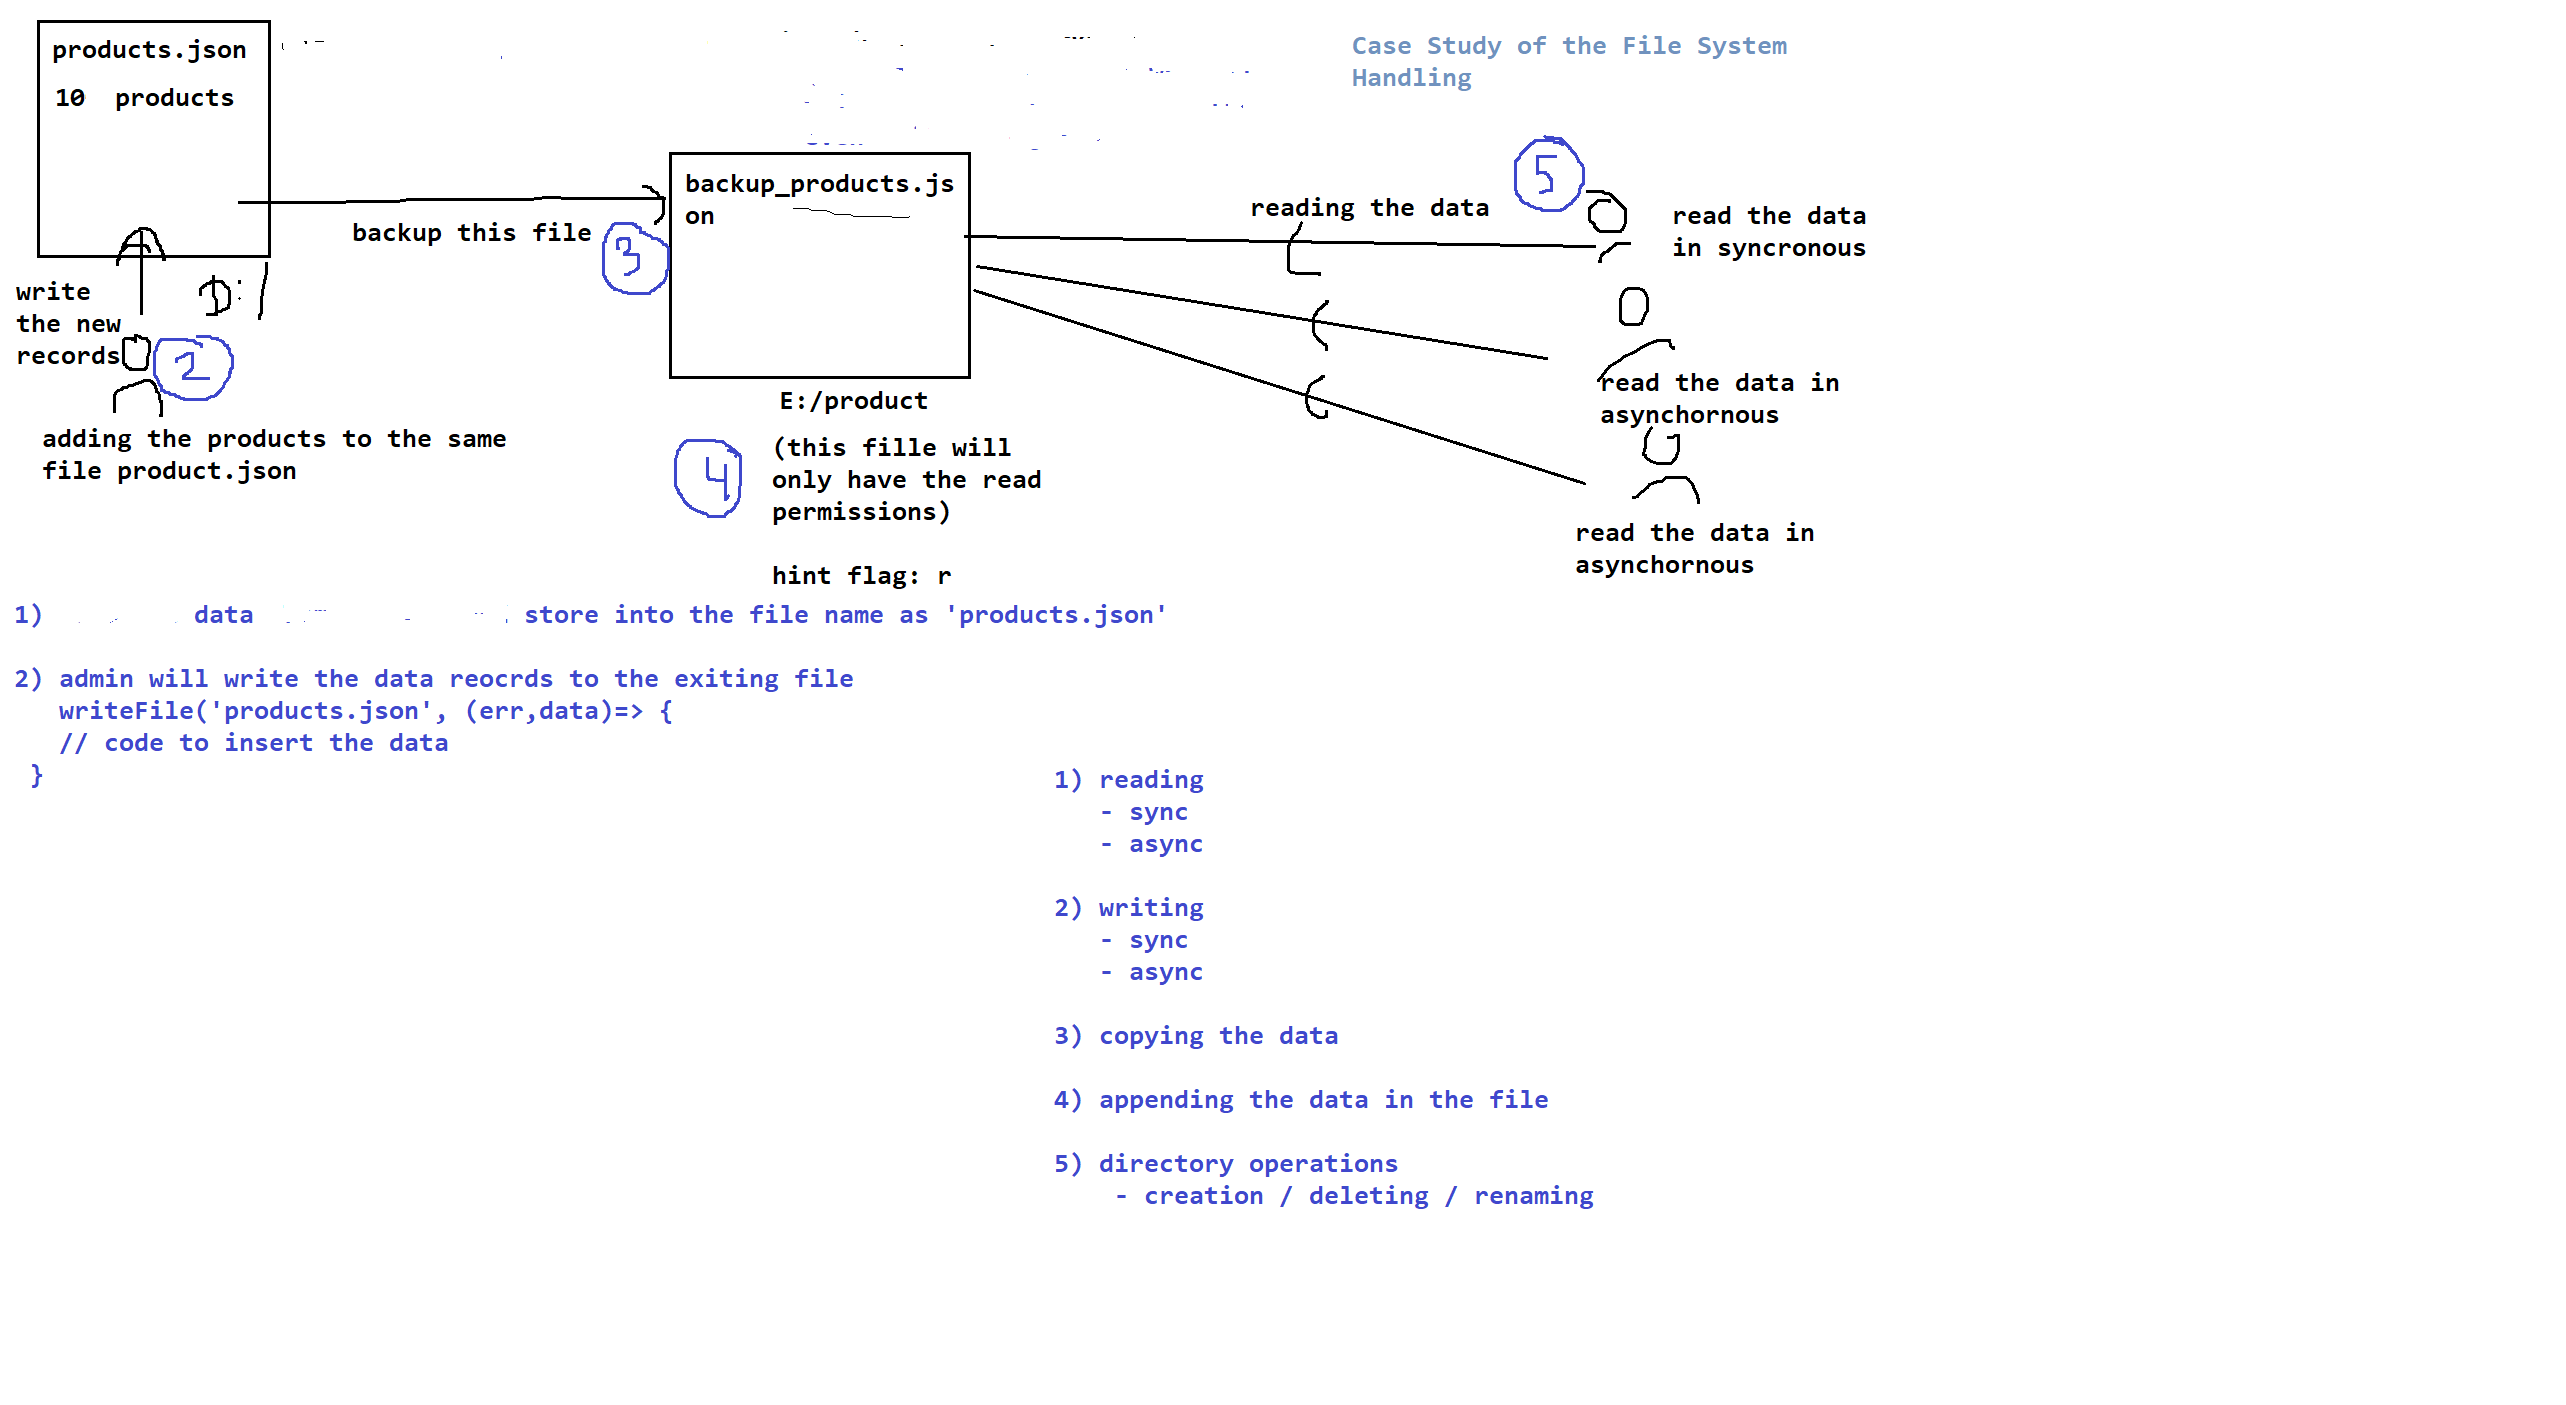 products.json
10  products
Case Study of the File System
Handling
backup_products.js
on
backup this file
3
reading the data
5
read the data
in syncronous
write
the new
records
D:/
2
adding the products to the same
file product.json
E:/product
4
(this fille will
only have the read
permissions)
hint flag: r
read the data in
asynchornous
read the data in
asynchornous
1) data store into the file name as 'products.json'
2) admin will write the data reocrds to the exiting file
writeFile('products.json', (err,data)=> {
// code to insert the data
}
1) reading
- sync
- async
2) writing
- sync
- async
3) copying the data
4) appending the data in the file
5) directory operations
- creation / deleting / renaming